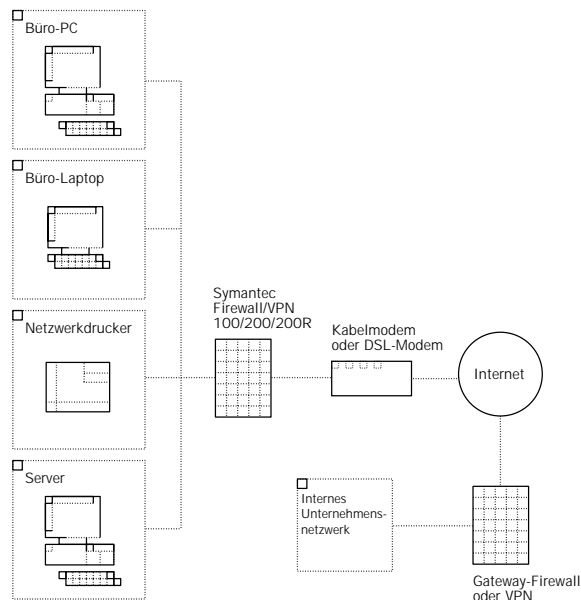 Büro-PC
Büro-Laptop
Netzwerkdrucker
Server
Symantec
Firewall/VPN
100/200/200R
Kabelmodem
oder DSL-Modem
Internet
Internes
Unternehmens-
netzwerk
Gateway-Firewall
oder VPN